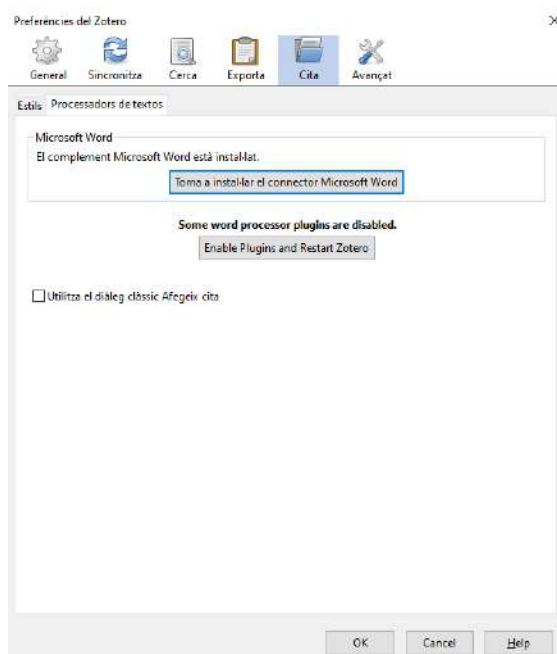 Preferències del Zotero
General Sincronitza Cerca Exporta Cita Avançat
Estils Processadors de textos
Microsoft Word
El complement Microsoft Word està instal·lat.
Torna a instal·lar el connector Microsoft Word
Some word processor plugins are disabled.
Enable Plugins and Restart Zotero
Utilitza el diàleg clàssic Afegeix cita
OK Cancel Help